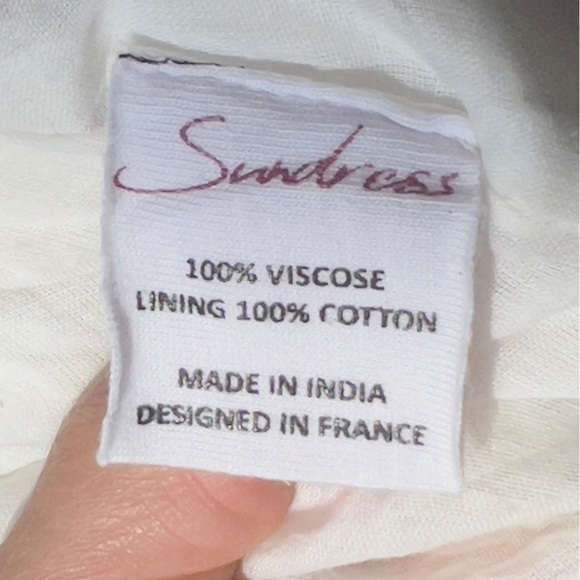 Sundress
100% VISCOSE
LINING 100% COTTON
MADE IN INDIA
DESIGNED IN FRANCE